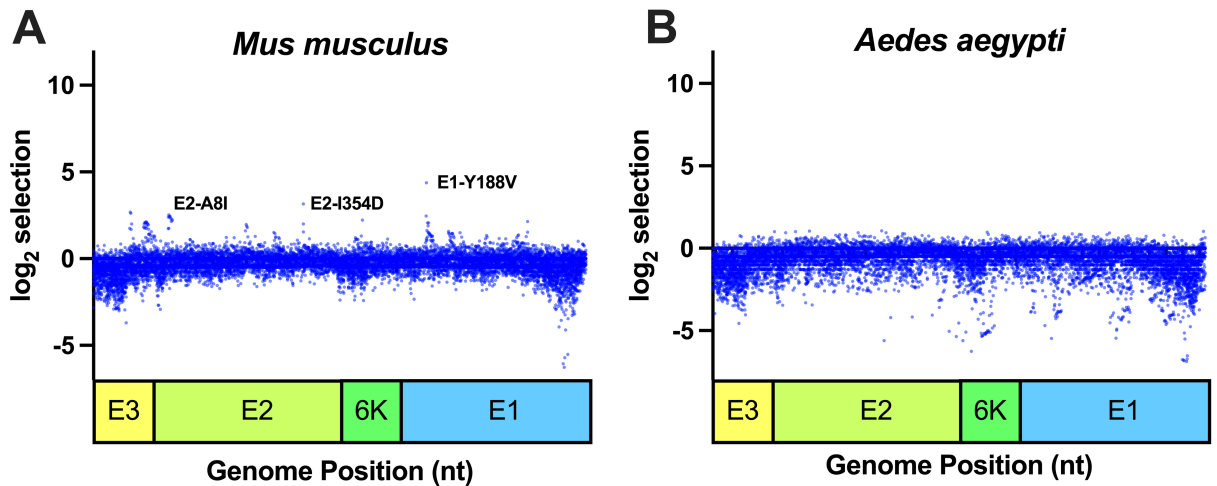 A
Mus musculus
log2 selection
10
5
0
-5
E2-A8I
E2-I354D
E1-Y188V
E3
E2
6K
E1
Genome Position (nt)
B
Aedes aegypti
log2 selection
10
5
0
-5
E3
E2
6K
E1
Genome Position (nt)